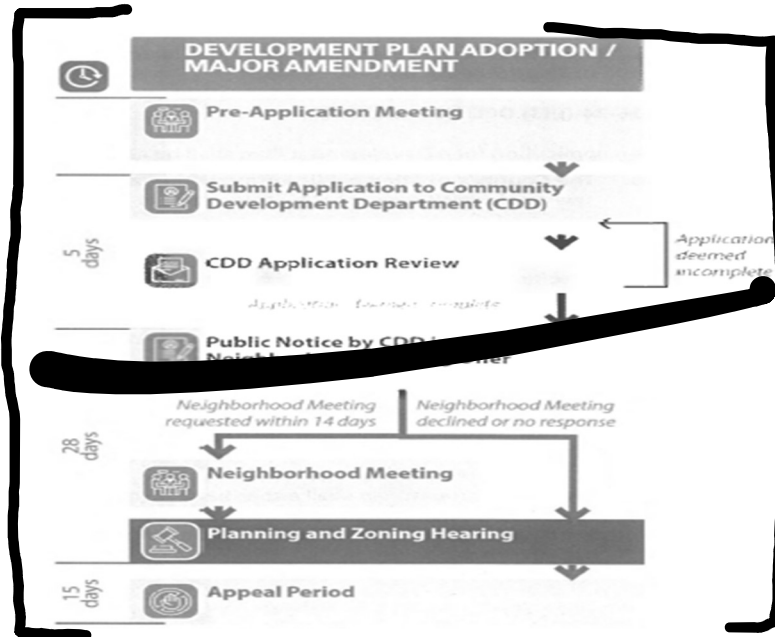 DEVELOPMENT PLAN ADOPTION /
MAJOR AMENDMENT
Pre-Application Meeting
Submit Application to Community
Development Department (CDD)
5
days
CDD Application Review
Application
deemed
incomplete
Public Notice by CDD
Neighborhood Meeting
requested within 14 days
Neighborhood Meeting
declined or no response
28
days
Neighborhood Meeting
Planning and Zoning Hearing
15
days
Appeal Period